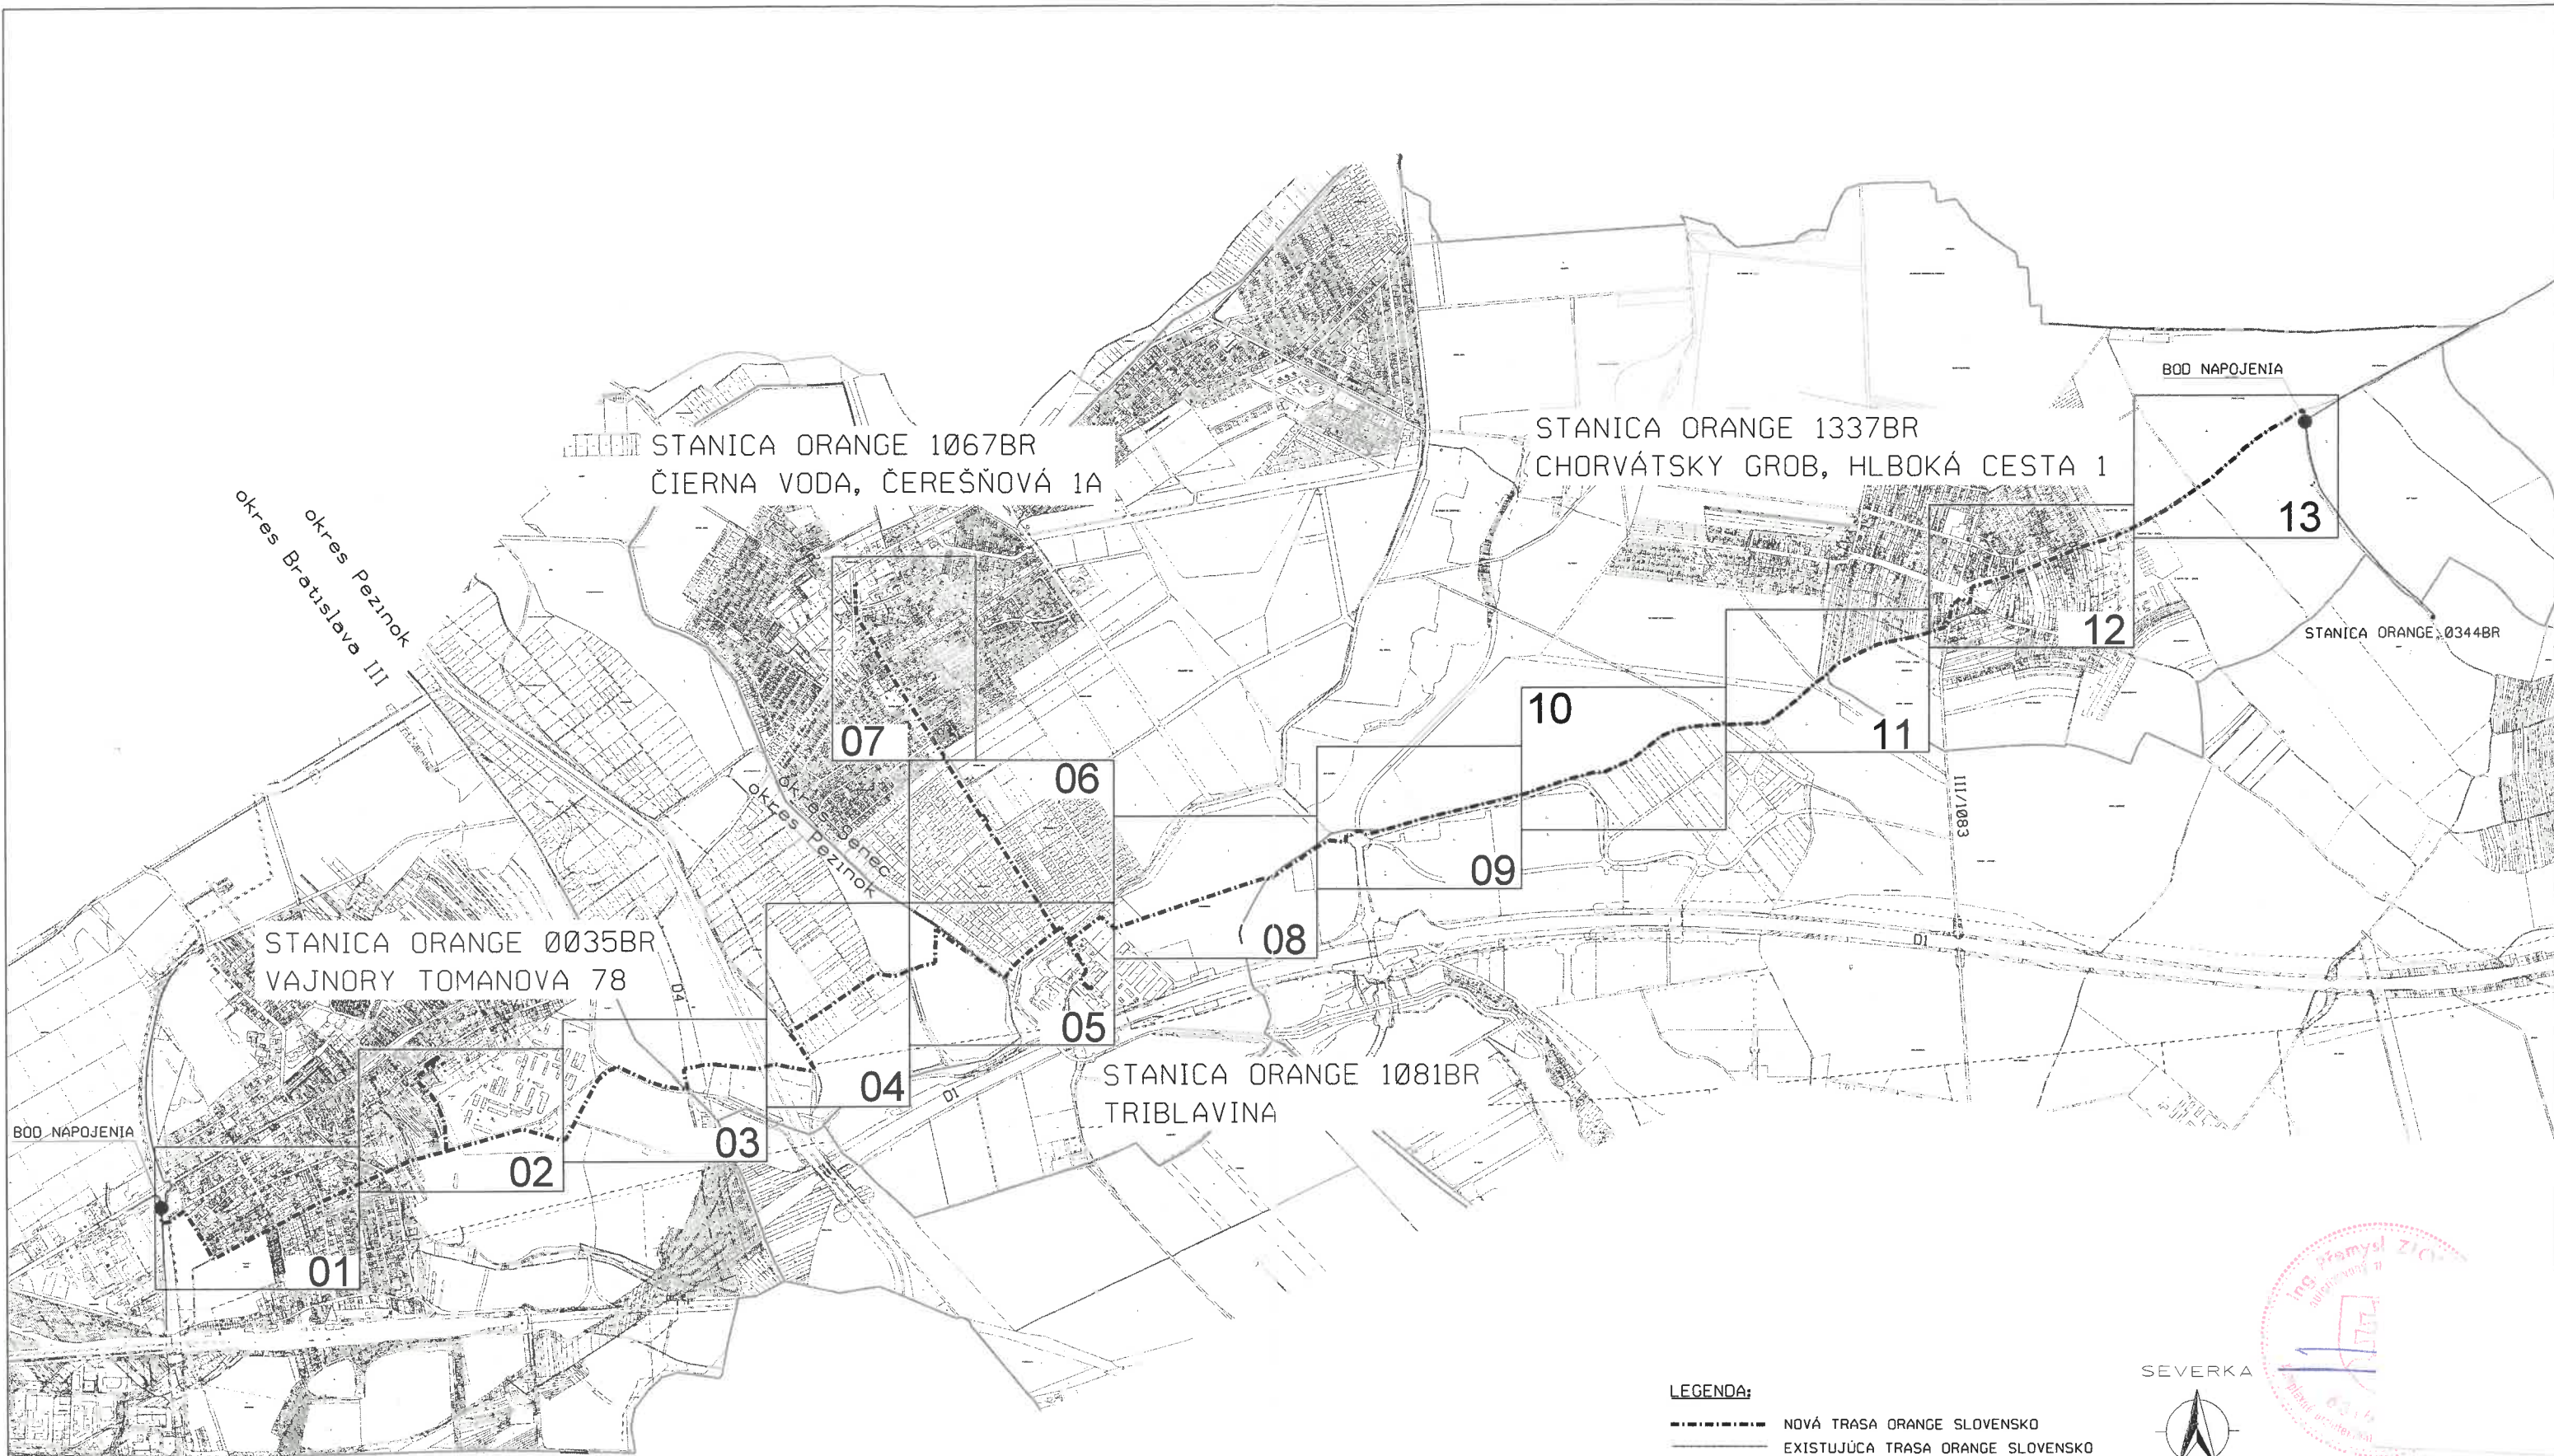 BOD NAPOJENIA
STANICA ORANGE 1337BR
CHORVÁTSKY GROB, HLBOKÁ CESTA 1
STANICA ORANGE 1067BR
ČIERNA VODA, ČEREŠŇOVÁ 1A
okres Pezinok
okres Bratislava III
13
12
STANICA ORANGE 0344BR
10
11
07
06
III/1083
okres Senec
okres Pezinok
09
08
D1
STANICA ORANGE 0035BR
VAJNORY TOMANOVA 78
D4
05
04
STANICA ORANGE 1081BR
TRIBLAVINA
D1
BOD NAPOJENIA
03
02
01
SEVERKA
LEGENDA:
NOVÁ TRASA ORANGE SLOVENSKO
EXISTUJÚCA TRASA ORANGE SLOVENSKO